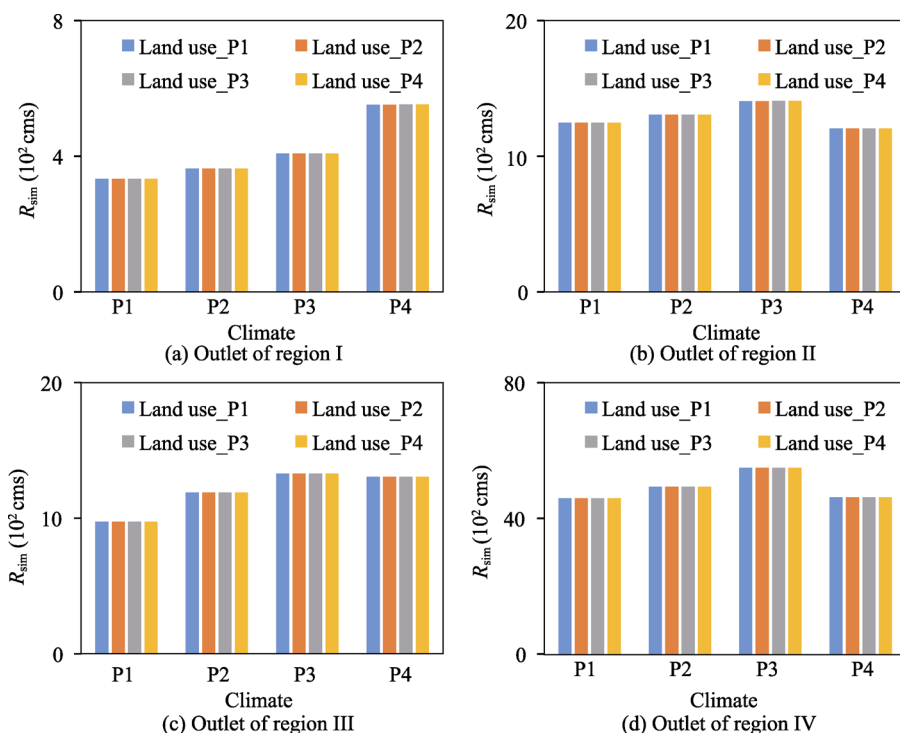 8
4
0
R_sim (10² cms)
Land use_P1 Land use_P2
Land use_P3 Land use_P4
P1 P2 P3 P4
Climate
(a) Outlet of region I
20
10
0
R_sim (10² cms)
Land use_P1 Land use_P2
Land use_P3 Land use_P4
P1 P2 P3 P4
Climate
(b) Outlet of region II
20
10
0
R_sim (10² cms)
Land use_P1 Land use_P2
Land use_P3 Land use_P4
P1 P2 P3 P4
Climate
(c) Outlet of region III
80
40
0
R_sim (10² cms)
Land use_P1 Land use_P2
Land use_P3 Land use_P4
P1 P2 P3 P4
Climate
(d) Outlet of region IV